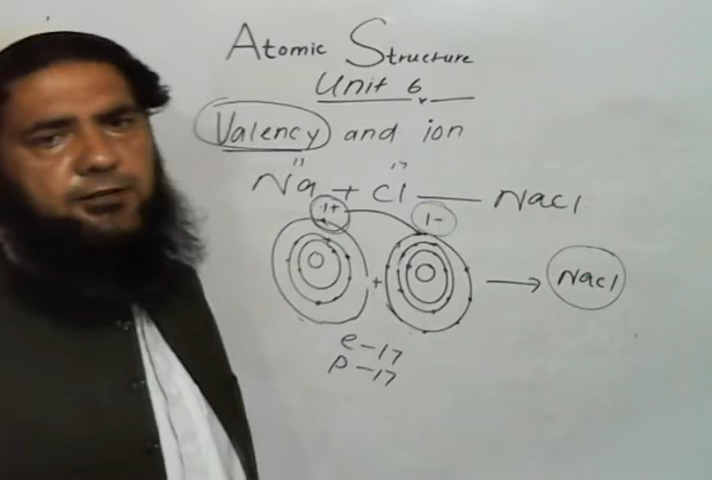 Atomic Structure
Unit 6
Valency and ion
11 17
Na + Cl — NaCl
1+ 1-
+ → NaCl
e-17
p-17